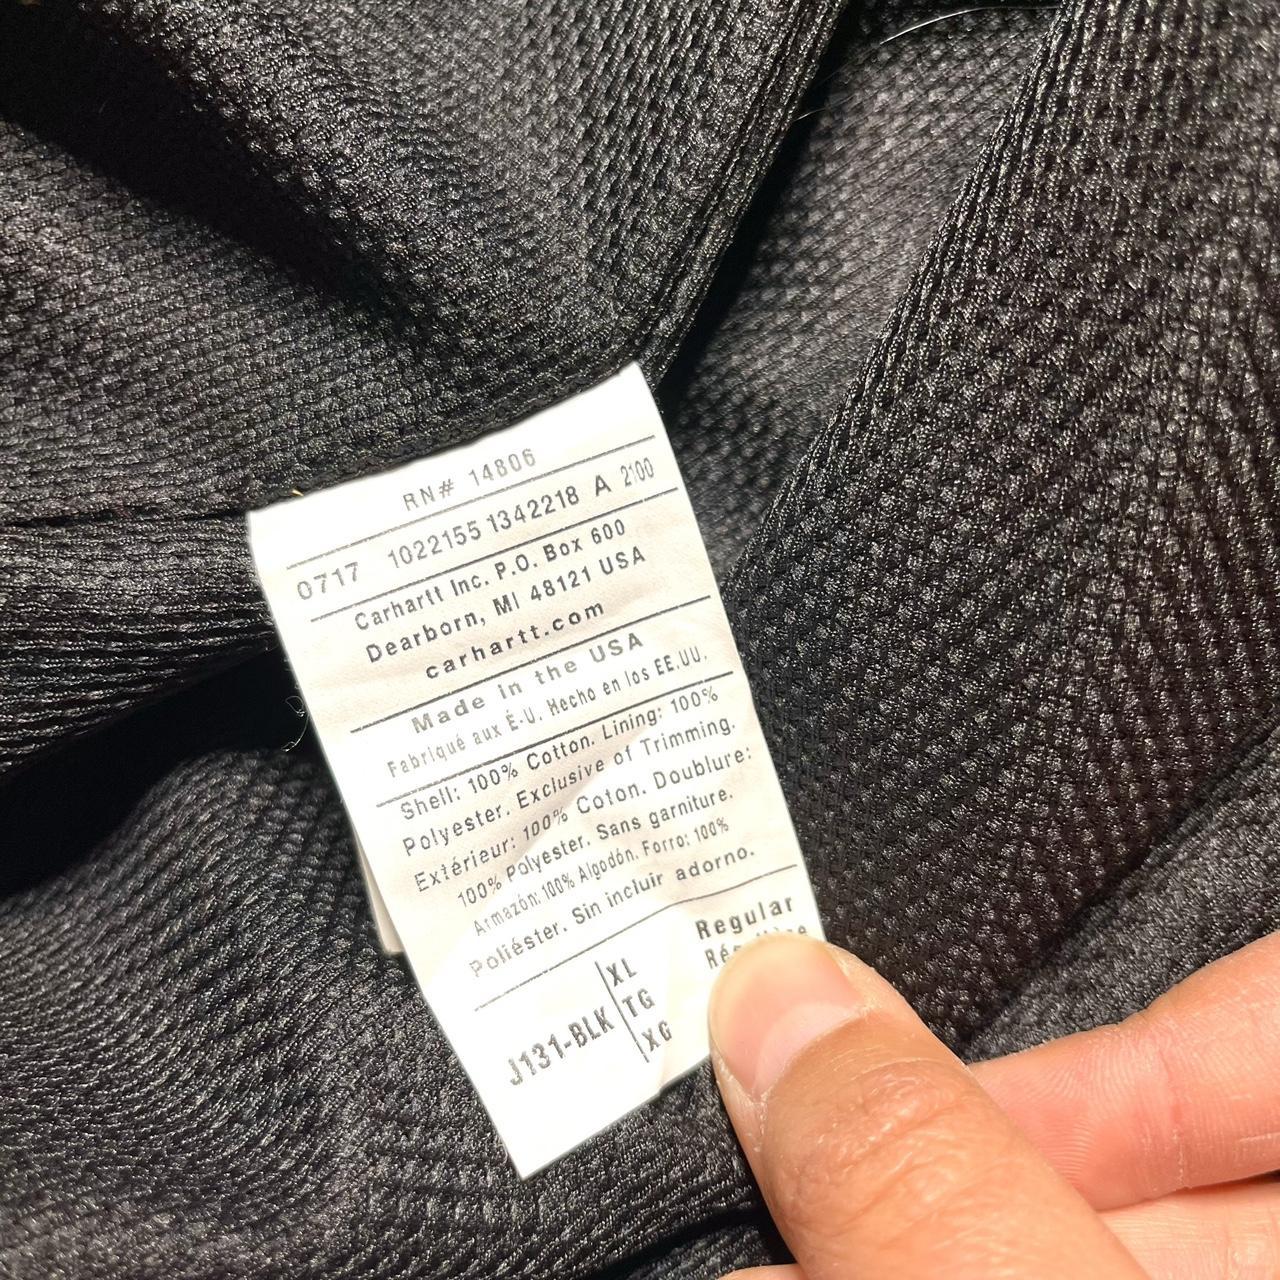 RN# 14806
0717 1022155 1342218 A 2100
Carhartt Inc. P.O. Box 600
Dearborn, MI 48121 USA
carhartt.com
Made in the USA
Fabriqué aux É-U. Hecho en los EE.UU.
Shell: 100% Cotton. Lining: 100%
Polyester. Exclusive of Trimming.
Extérieur: 100% Coton. Doublure:
100% Polyester. Sans garniture.
Armazón: 100% Algodón. Forro: 100%
Poliéster. Sin incluir adorno.
J131-BLK
XL
TG
XG
Regular